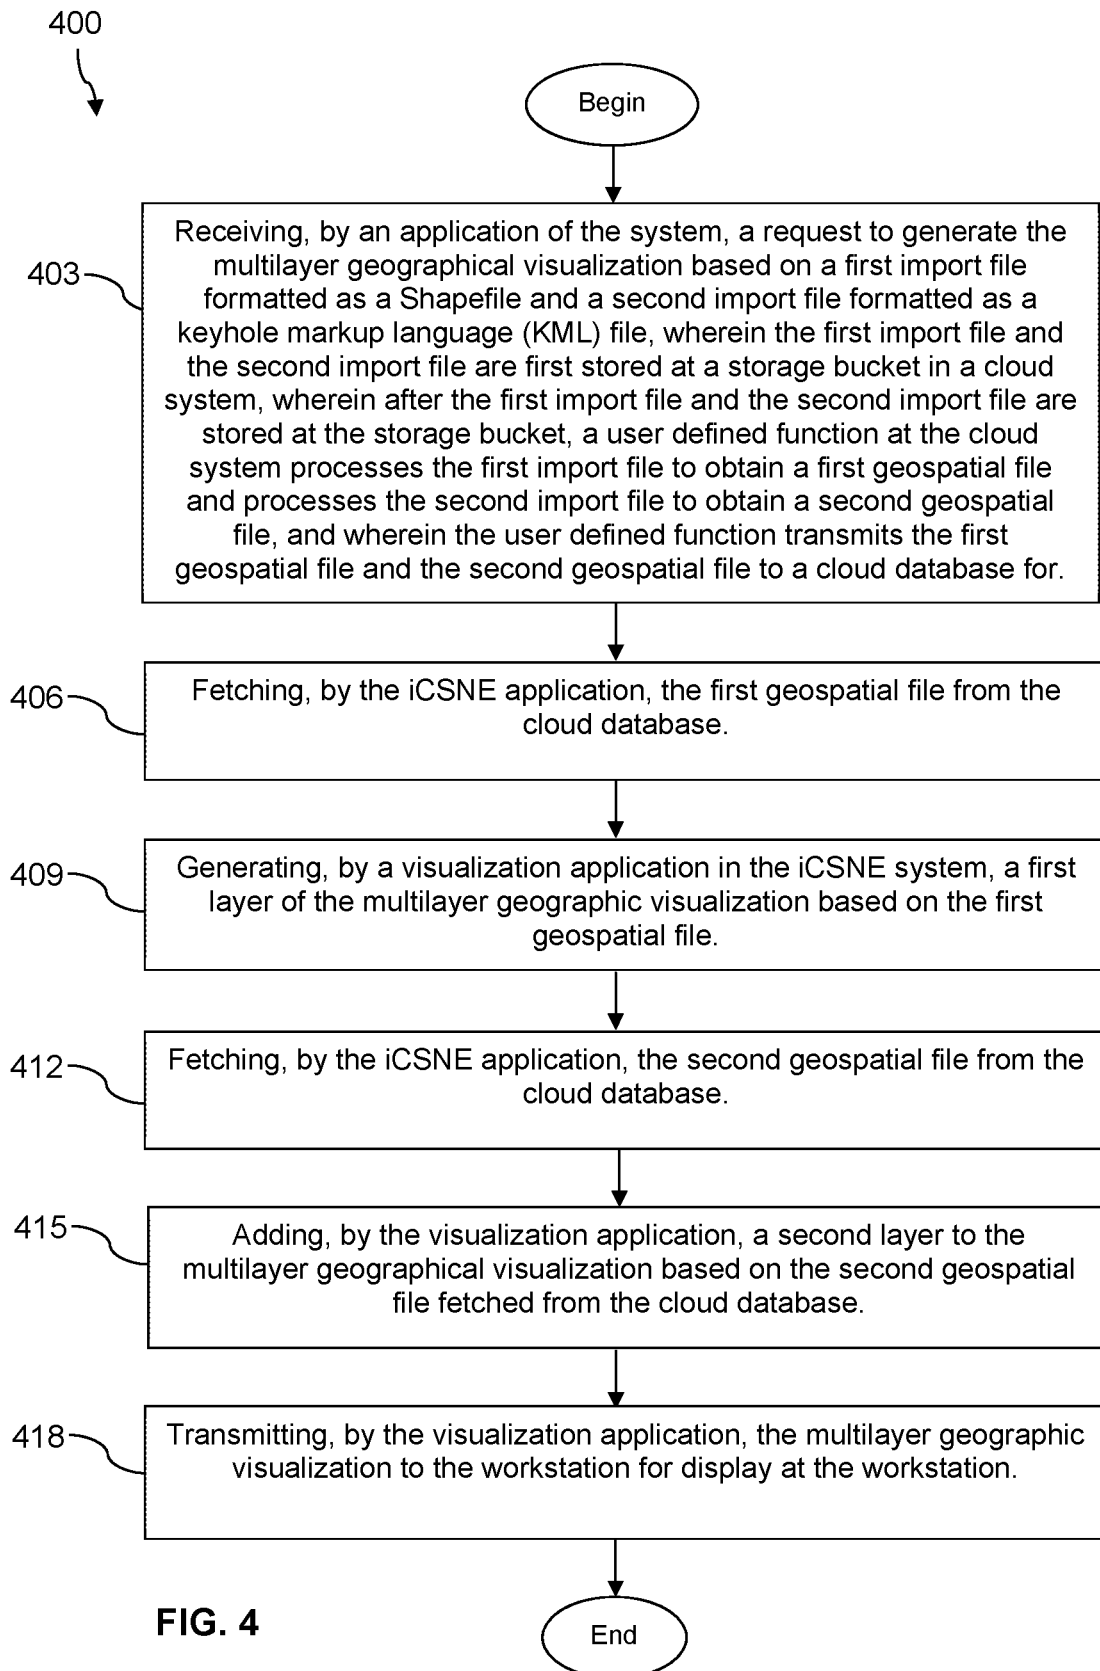 400
Begin
403
Receiving, by an application of the system, a request to generate the
multilayer geographical visualization based on a first import file
formatted as a Shapefile and a second import file formatted as a
keyhole markup language (KML) file, wherein the first import file and
the second import file are first stored at a storage bucket in a cloud
system, wherein after the first import file and the second import file are
stored at the storage bucket, a user defined function at the cloud
system processes the first import file to obtain a first geospatial file
and processes the second import file to obtain a second geospatial
file, and wherein the user defined function transmits the first
geospatial file and the second geospatial file to a cloud database for.
406
Fetching, by the iCSNE application, the first geospatial file from the
cloud database.
409
Generating, by a visualization application in the iCSNE system, a first
layer of the multilayer geographic visualization based on the first
geospatial file.
412
Fetching, by the iCSNE application, the second geospatial file from the
cloud database.
415
Adding, by the visualization application, a second layer to the
multilayer geographical visualization based on the second geospatial
file fetched from the cloud database.
418
Transmitting, by the visualization application, the multilayer geographic
visualization to the workstation for display at the workstation.
FIG. 4
End